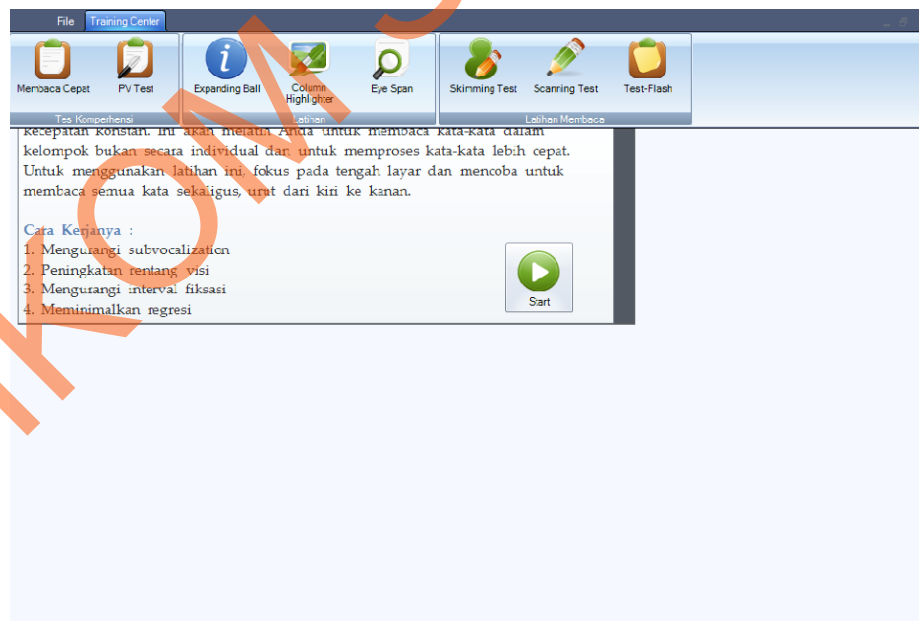 File Training Center
Membaca Cepat PV Test Expanding Ball Column Highlighter Eye Span Skimming Test Scanning Test Test-Flash
Tes Komperhensi Latihan Latihan Membaca
kecepatan konstan. Ini akan melatih Anda untuk membaca kata-kata dalam
kelompok bukan secara individual dan untuk memproses kata-kata lebih cepat.
Untuk menggunakan latihan ini, fokus pada tengah layar dan mencoba untuk
membaca semua kata sekaligus, urut dari kiri ke kanan.
Cara Kerjanya :
1. Mengurangi subvocalization
2. Peningkatan rentang visi
3. Mengurangi interval fiksasi
4. Meminimalkan regresi
Start